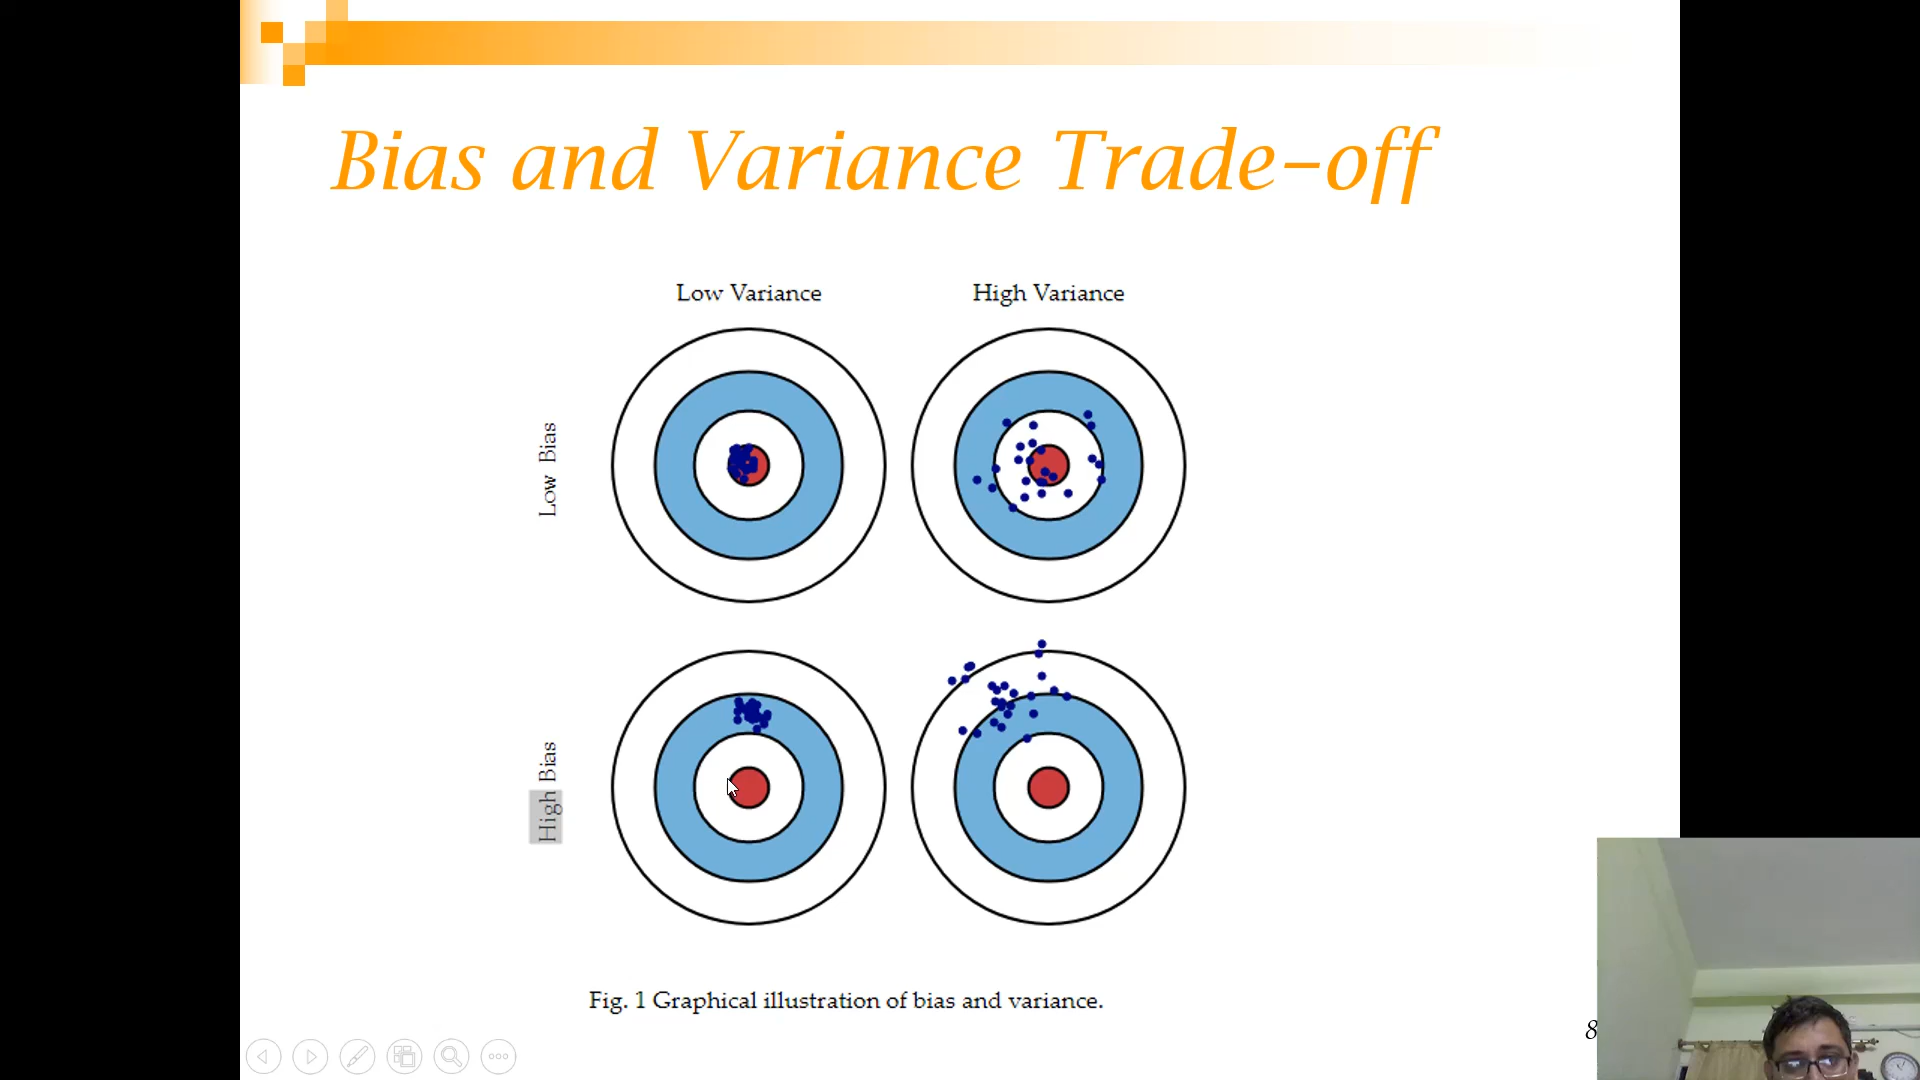 Bias and Variance Trade-off
Low Variance
High Variance
Low Bias
High Bias
Fig. 1 Graphical illustration of bias and variance.
8